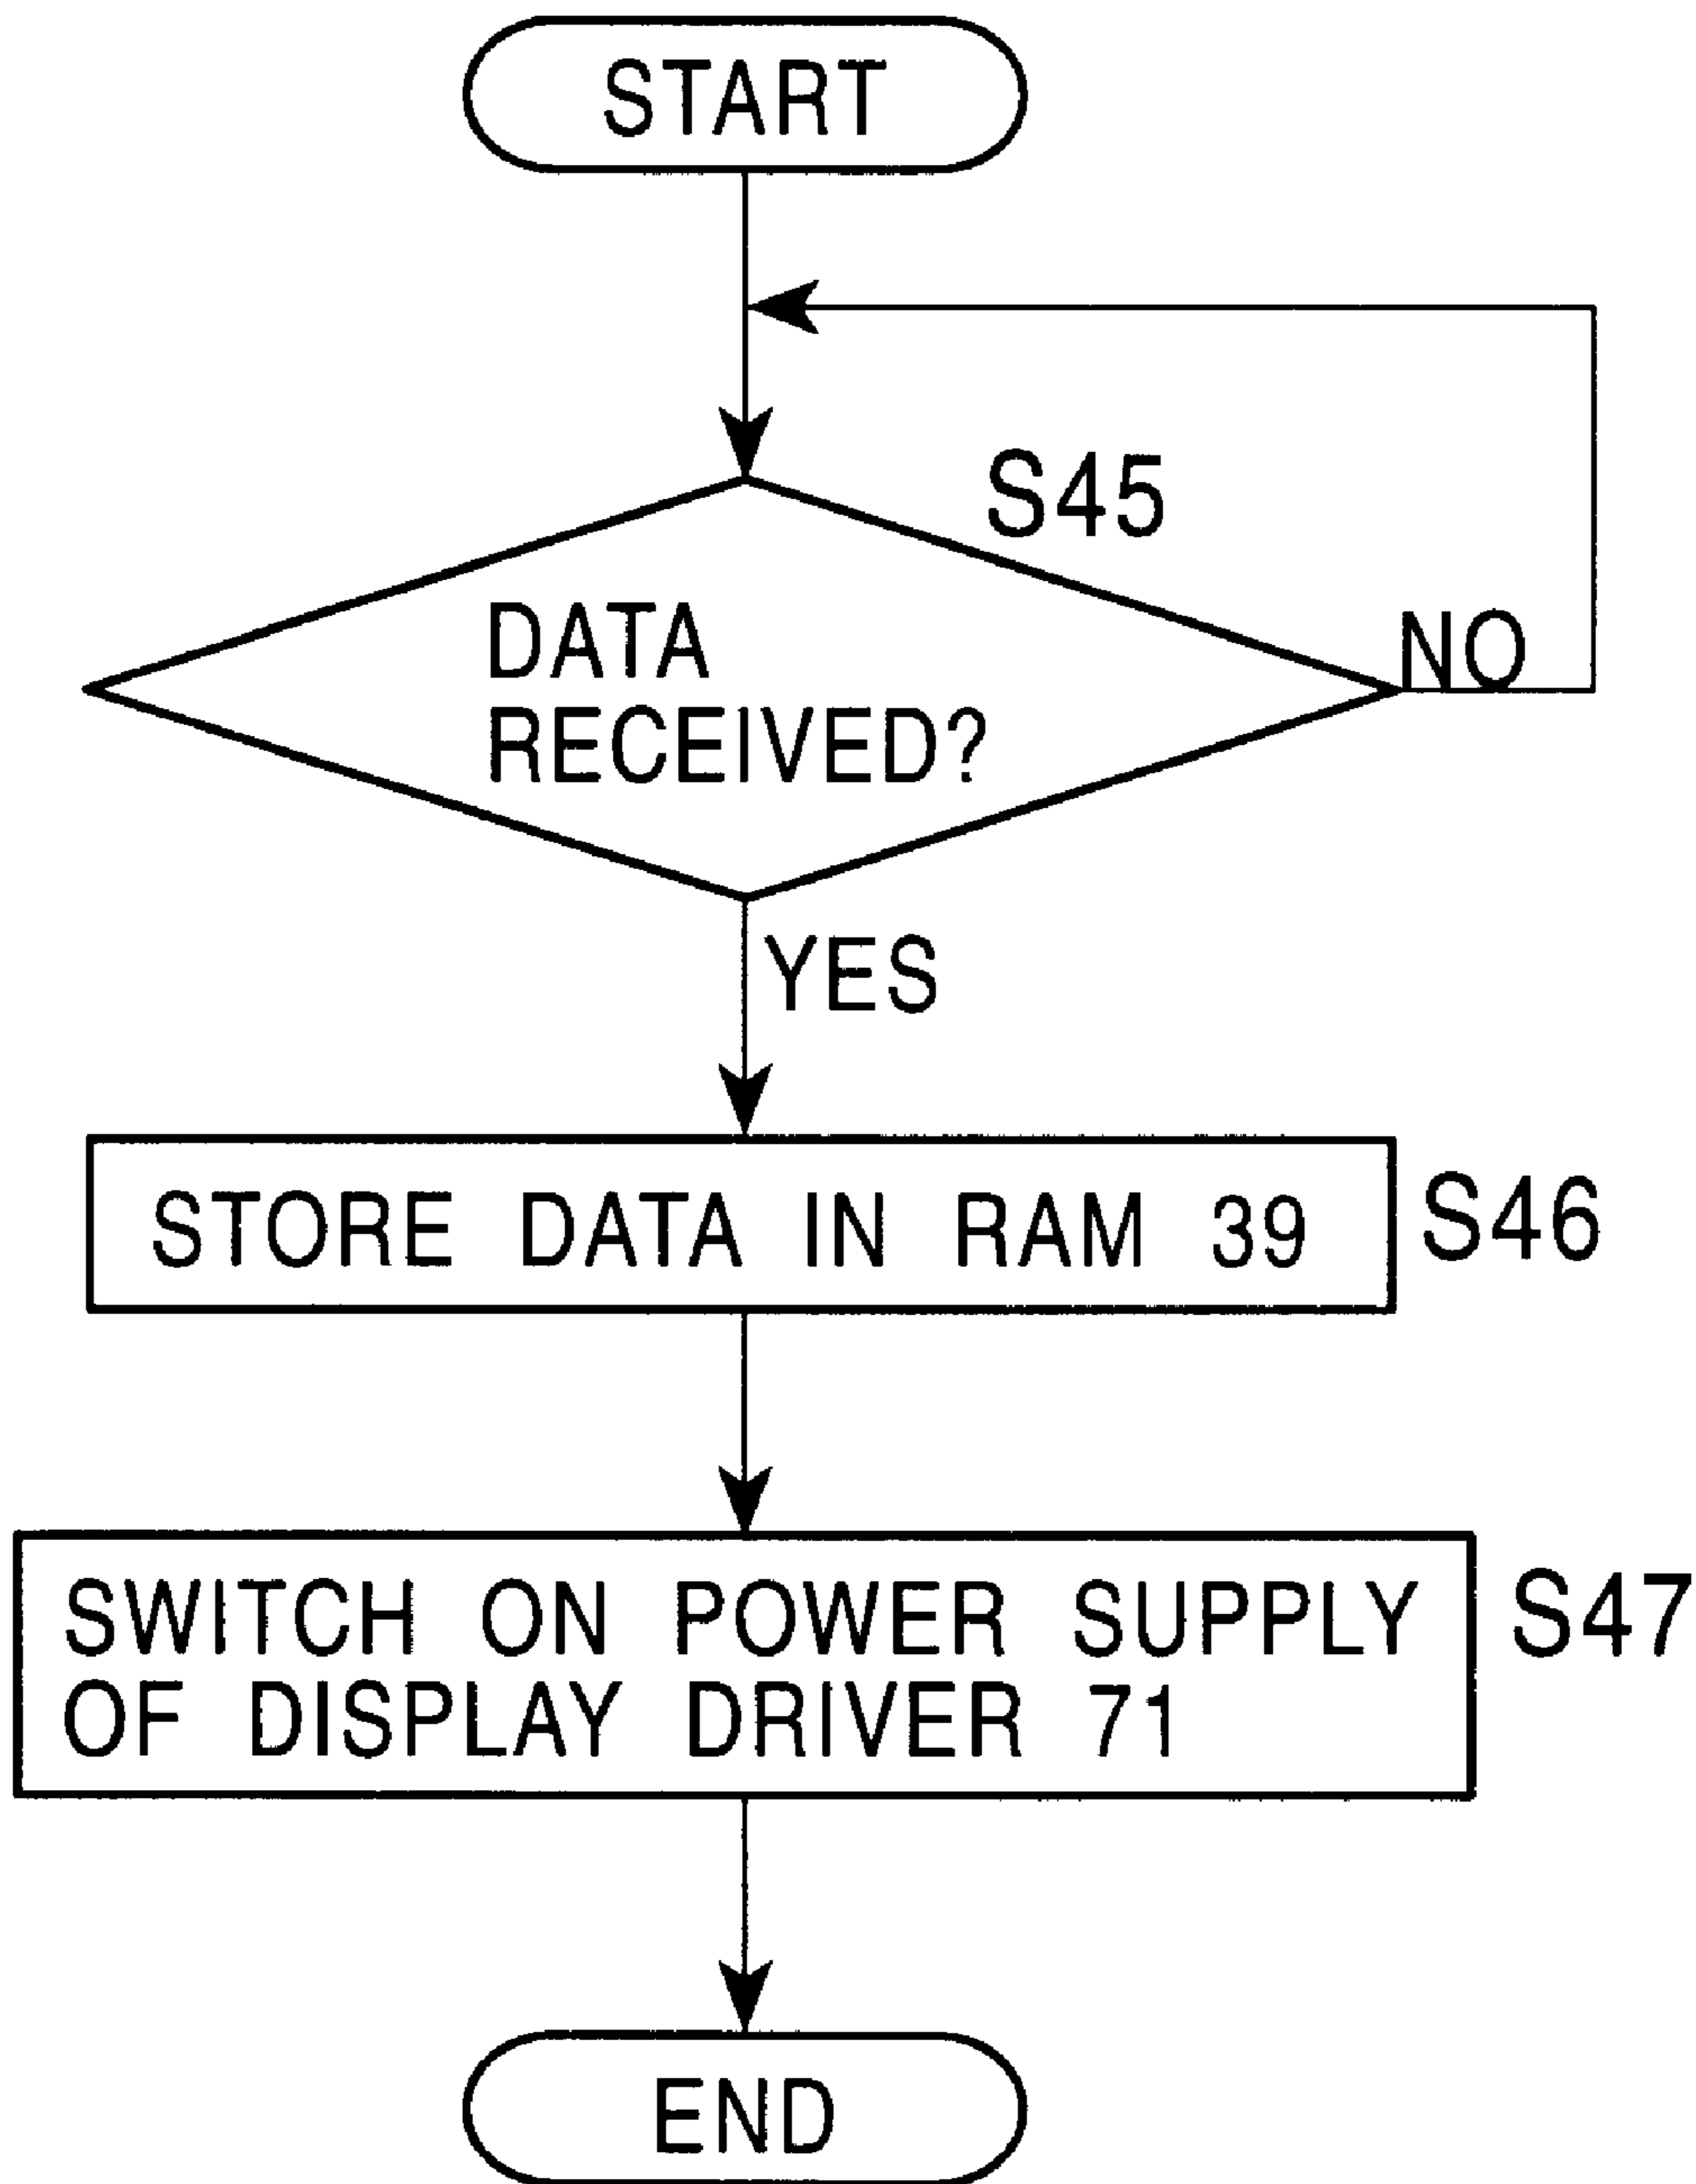 START
S45
DATA
RECEIVED?
NO
YES
STORE DATA IN RAM 39
S46
SWITCH ON POWER SUPPLY
OF DISPLAY DRIVER 71
S47
END